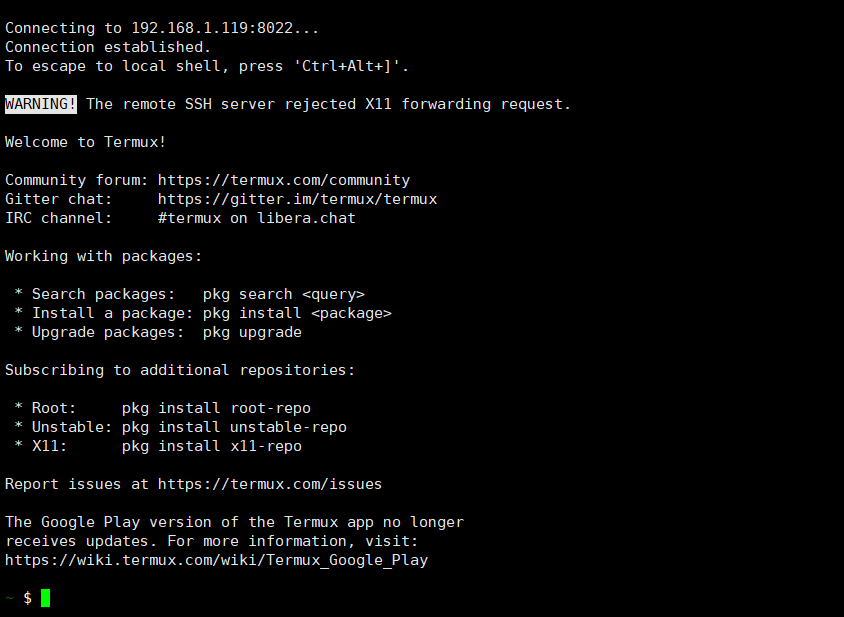 Connecting to 192.168.1.119:8022...
Connection established.
To escape to local shell, press 'Ctrl+Alt+]'.
WARNING! The remote SSH server rejected X11 forwarding request.
Welcome to Termux!
Community forum: https://termux.com/community
Gitter chat:     https://gitter.im/termux/termux
IRC channel:     #termux on libera.chat
Working with packages:
 * Search packages:   pkg search <query>
 * Install a package: pkg install <package>
 * Upgrade packages:  pkg upgrade
Subscribing to additional repositories:
 * Root:     pkg install root-repo
 * Unstable: pkg install unstable-repo
 * X11:      pkg install x11-repo
Report issues at https://termux.com/issues
The Google Play version of the Termux app no longer
receives updates. For more information, visit:
https://wiki.termux.com/wiki/Termux_Google_Play
~ $